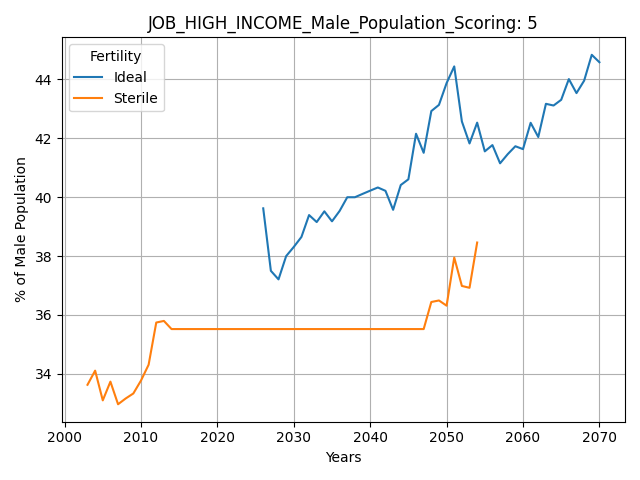 JOB_HIGH_INCOME_Male_Population_Scoring: 5
Fertility
Ideal
Sterile
% of Male Population
44
42
40
38
36
34
2000 2010 2020 2030 2040 2050 2060 2070
Years